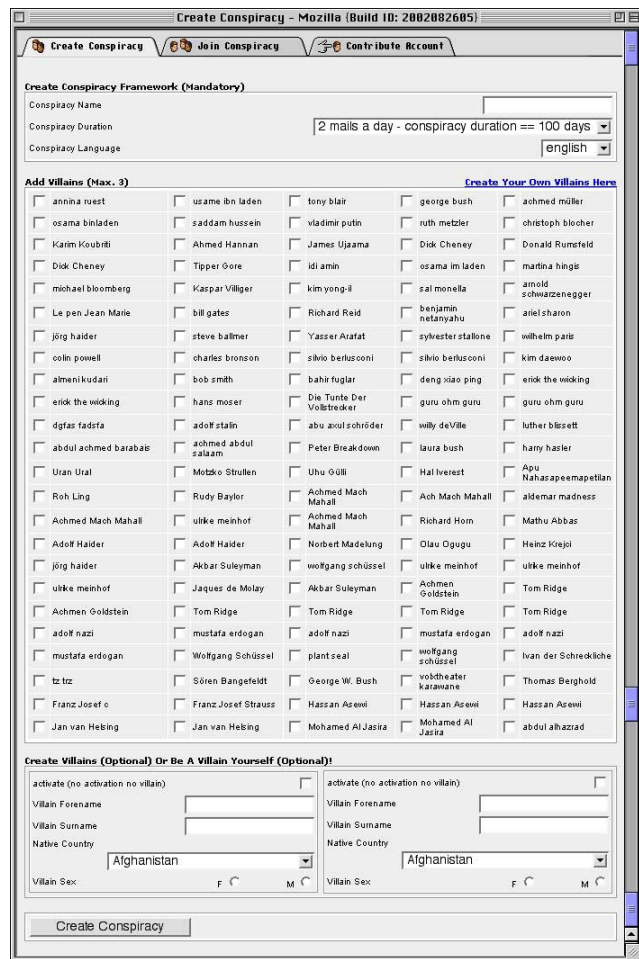 Create Conspiracy – Mozilla {Build ID: 2002082605}
Create Conspiracy
Join Conspiracy
Contribute Account
Create Conspiracy Framework (Mandatory)
Conspiracy Name
Conspiracy Duration 2 mails a day - conspiracy duration == 100 days
Conspiracy Language english
Add Villains (Max. 3) Create Your Own Villains Here
annina ruest usame ibn laden tony blair george bush achmed müller
osama binladen saddam hussein vladimir putin ruth metzler christoph blocher
Karim Koubriti Ahmed Hannan James Ujaama Dick Cheney Donald Rumsfeld
Dick Cheney Tipper Gore idi amin osama im laden martina hingis
michael bloomberg Kaspar Villiger kim yong-il sal monella arnold schwarzenegger
Le pen Jean Marie bill gates Richard Reid benjamin netanyahu ariel sharon
jörg haider steve ballmer Yasser Arafat sylvester stallone wilhelm paris
colin powell charles bronson silvio berlusconi silvio berlusconi kim daewoo
almeni kudari bob smith bahir fuglar deng xiao ping erick the wicking
erick the wicking hans moser Die Tunte Der Vollstrecker guru ohm guru guru ohm guru
dgfas fadsfa adolf stalin abu axul schröder willy deVille luther blissett
abdul achmed barabais achmed abdul salaam Peter Breakdown laura bush harry hasler
Uran Ural Motzko Strullen Uhu Gülli Hal Iverest Apu Nahasapeemapetilan
Roh Ling Rudy Baylor Achmed Mach Mahall Ach Mach Mahall aldemar madness
Achmed Mach Mahall ulrike meinhof Achmed Mach Mahall Richard Horn Mathu Abbas
Adolf Haider Adolf Haider Norbert Madelung Olau Ogugu Heinz Krejci
jörg haider Akbar Suleyman wolfgang schüssel ulrike meinhof ulrike meinhof
ulrike meinhof Jaques de Molay Akbar Suleyman Achmen Goldstein Tom Ridge
Achmen Goldstein Tom Ridge Tom Ridge Tom Ridge Tom Ridge
adolf nazi mustafa erdogan adolf nazi mustafa erdogan adolf nazi
mustafa erdogan Wolfgang Schüssel plant seal wolfgang schüssel Ivan der Schreckliche
tz trz Sören Bangefeldt George W. Bush volxtheater karawane Thomas Berghold
Franz Josef c Franz Josef Strauss Hassan Asewi Hassan Asewi Hassan Asewi
Jan van Helsing Jan van Helsing Mohamed Al Jasira Mohamed Al Jasira abdul alhazrad
Create Villains (Optional) Or Be A Villain Yourself (Optional)!
activate (no activation no villain)
Villain Forename
Villain Surname
Native Country
Afghanistan
Villain Sex F M
activate (no activation no villain)
Villain Forename
Villain Surname
Native Country
Afghanistan
Villain Sex F M
Create Conspiracy